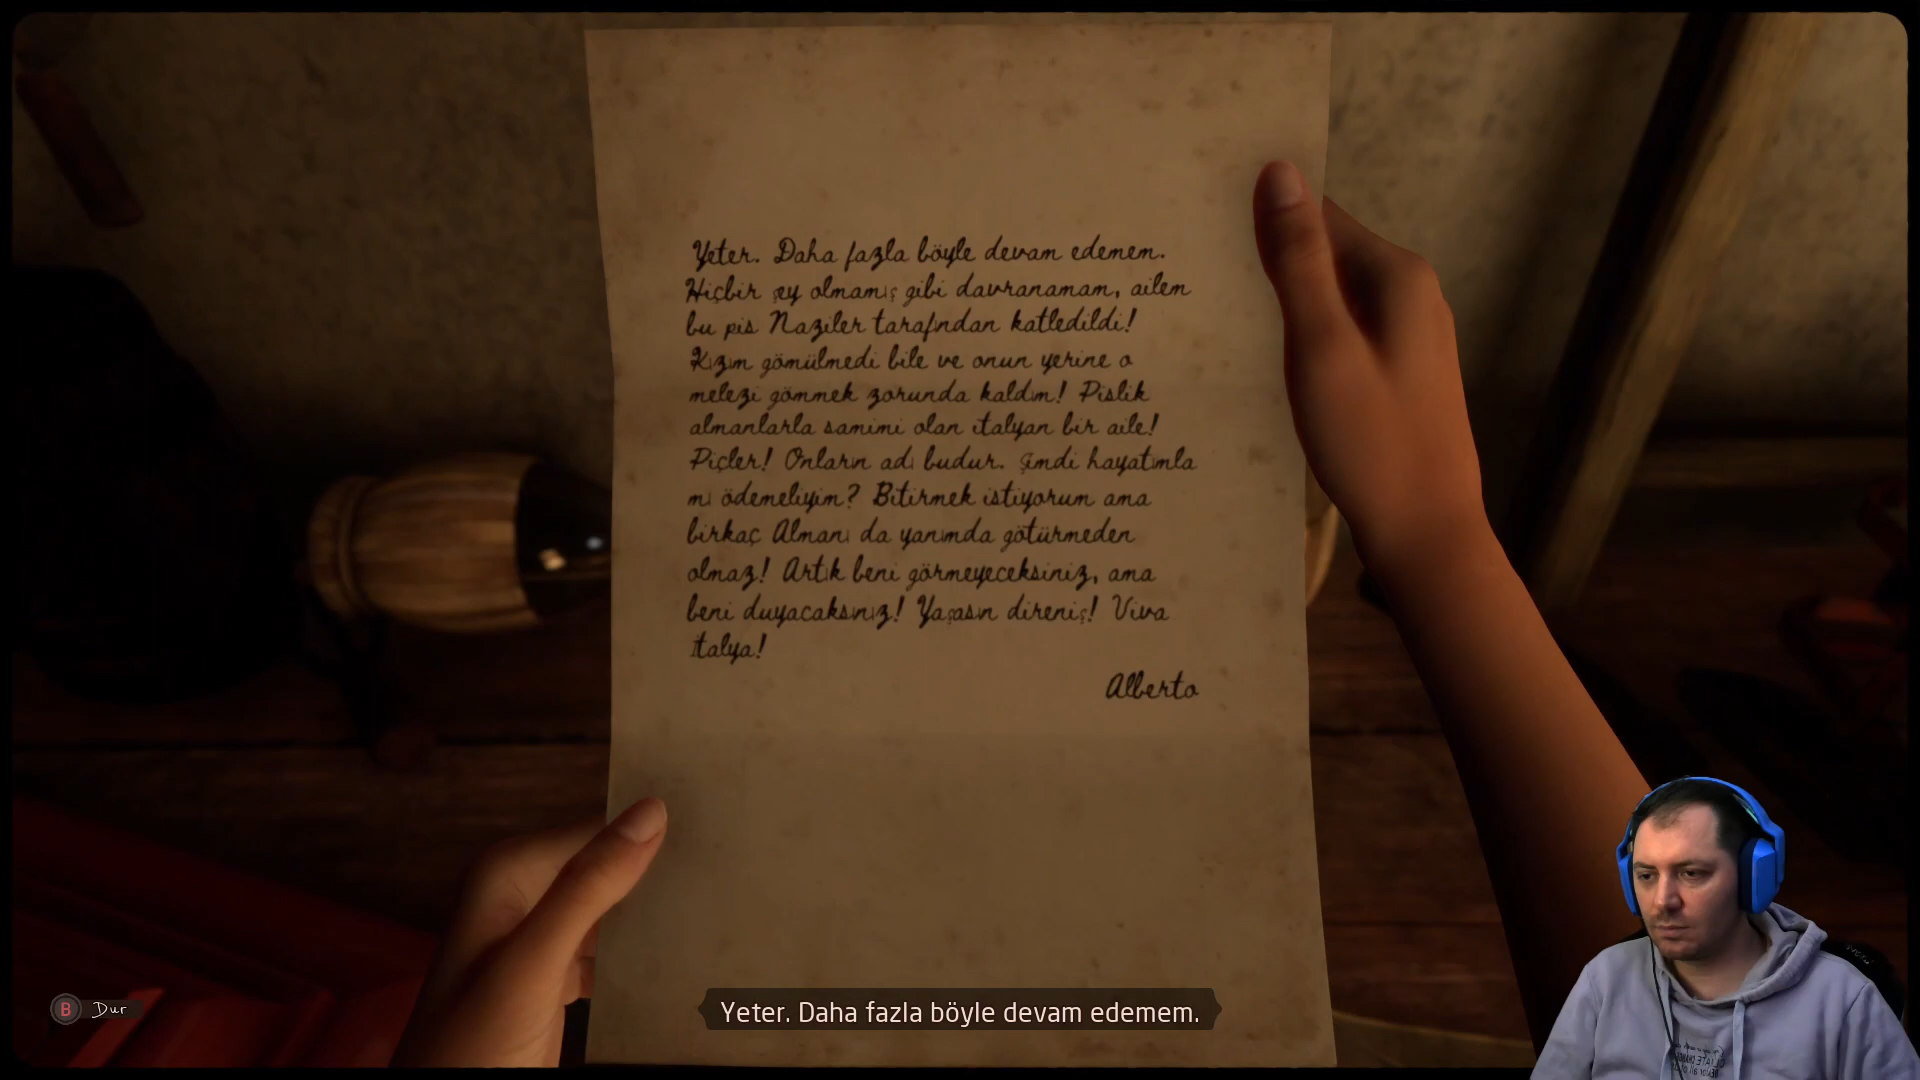 Yeter. Daha fazla böyle devam edemem.
Hiçbir şey olmamış gibi davranamam, ailem
bu pis Naziler tarafından katledildi!
Kızım gömülmedi bile ve onun yerine o
melezi gömmek zorunda kaldım! Pislik
almanlarla samimi olan italyan bir aile!
Piçler! Onların adı budur. Şimdi hayatımla
mı ödemeliyim? Bitirmek istiyorum ama
birkaç Almanı da yanımda götürmeden
olmaz! Artık beni görmeyeceksiniz, ama
beni duyacaksınız! Yaşasın direniş! Viva
İtalya!
Alberto
B Dur
Yeter. Daha fazla böyle devam edemem.